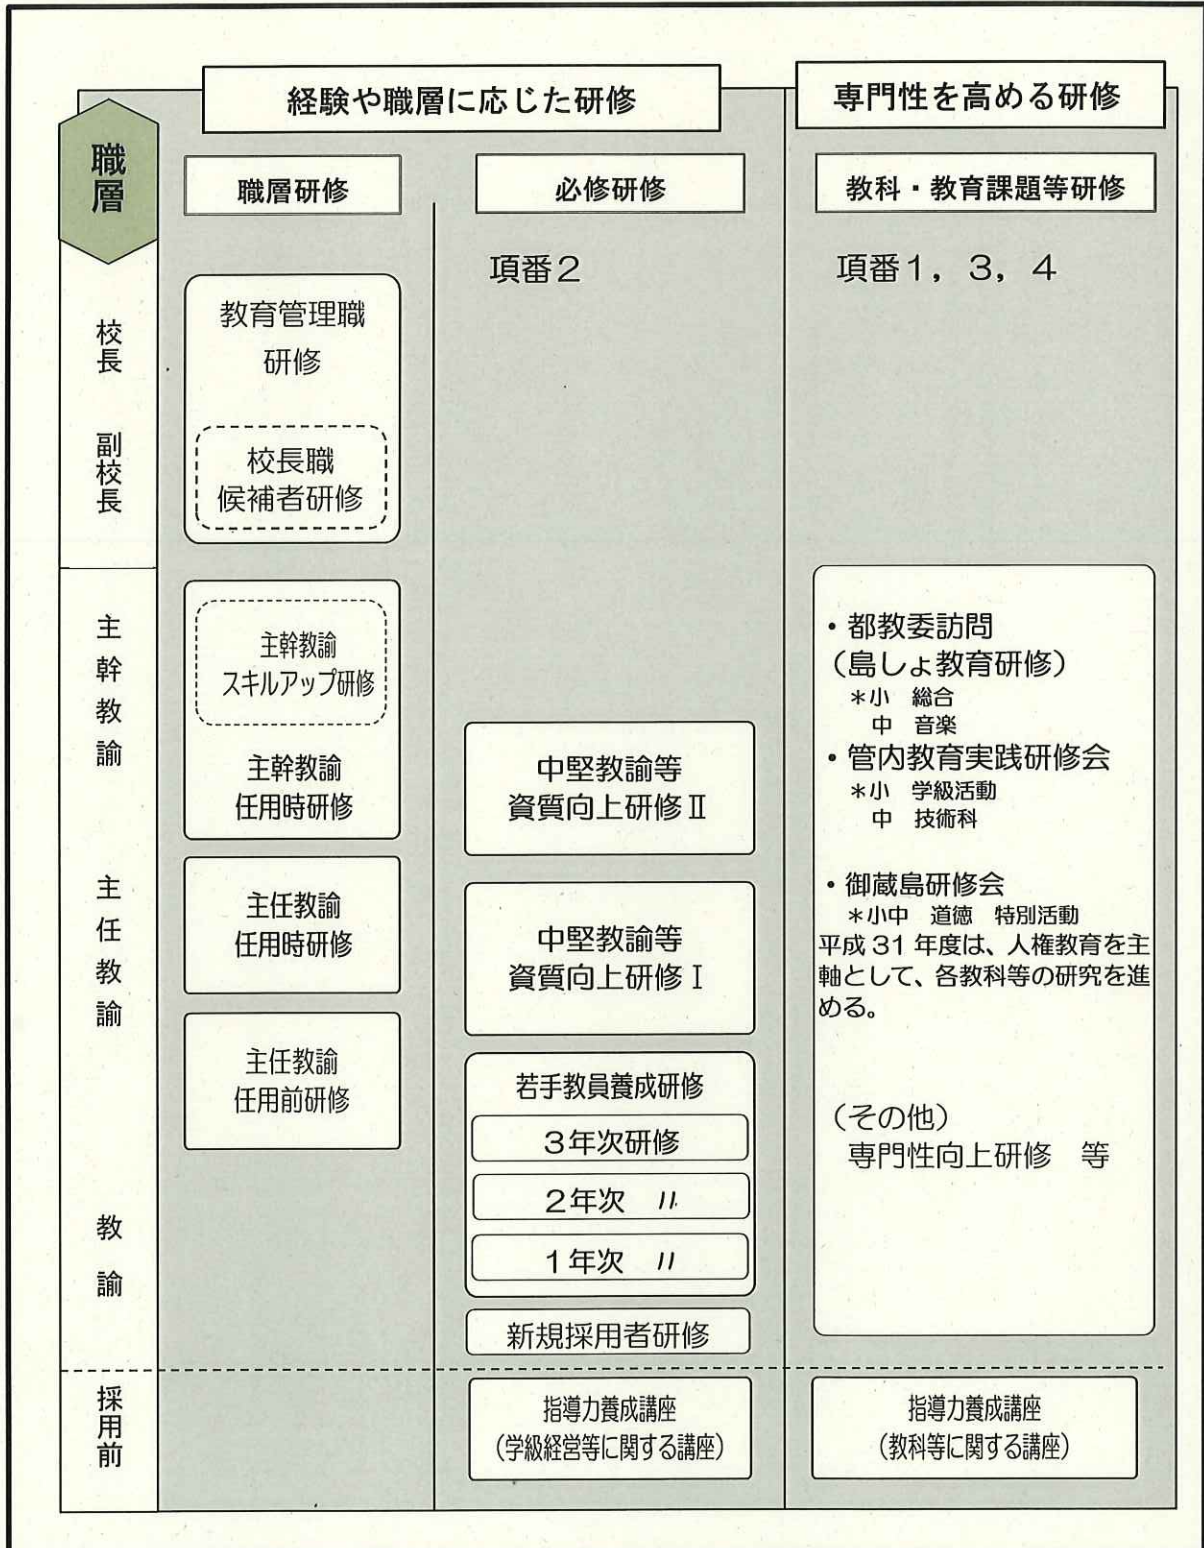 経験や職層に応じた研修
専門性を高める研修
職層
職層研修
必修研修
教科・教育課題等研修
校長
副校長
主幹教諭
主任教諭
教諭
採用前
教育管理職
研修
校長職
候補者研修
主幹教諭
スキルアップ研修
主幹教諭
任用時研修
主任教諭
任用時研修
主任教諭
任用前研修
項番2
中堅教諭等
資質向上研修Ⅱ
中堅教諭等
資質向上研修Ⅰ
若手教員養成研修
3年次研修
2年次 〃
1年次 〃
新規採用者研修
指導力養成講座
(学級経営等に関する講座)
項番1, 3, 4
・都教委訪問
(島しょ教育研修)
*小 総合
中 音楽
・管内教育実践研修会
*小 学級活動
中 技術科
・御蔵島研修会
*小中 道徳 特別活動
平成 31 年度は、人権教育を主
軸として、各教科等の研究を進
める。
(その他)
専門性向上研修 等
指導力養成講座
(教科等に関する講座)